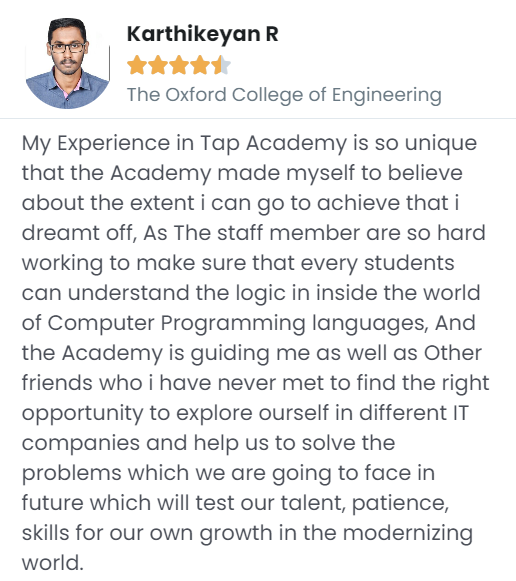 Karthikeyan R
The Oxford College of Engineering
My Experience in Tap Academy is so unique
that the Academy made myself to believe
about the extent i can go to achieve that i
dreamt off, As The staff member are so hard
working to make sure that every students
can understand the logic in inside the world
of Computer Programming languages, And
the Academy is guiding me as well as Other
friends who i have never met to find the right
opportunity to explore ourself in different IT
companies and help us to solve the
problems which we are going to face in
future which will test our talent, patience,
skills for our own growth in the modernizing
world.